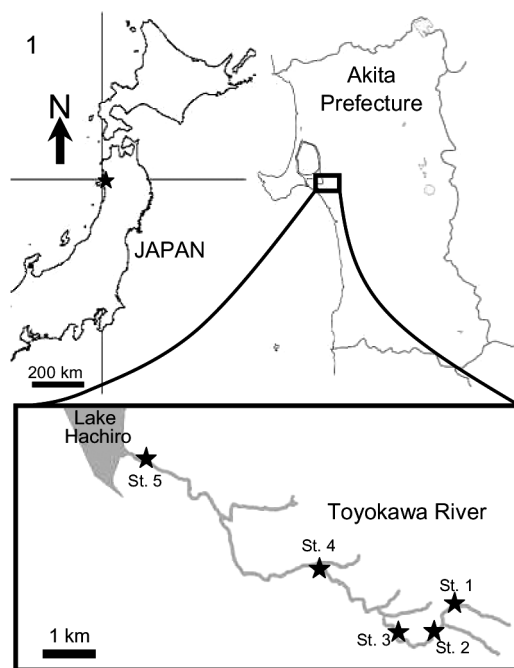 1
Akita
Prefecture
N
JAPAN
200 km
Lake
Hachiro
St. 5
Toyokawa River
St. 4
St. 1
St. 3
St. 2
1 km